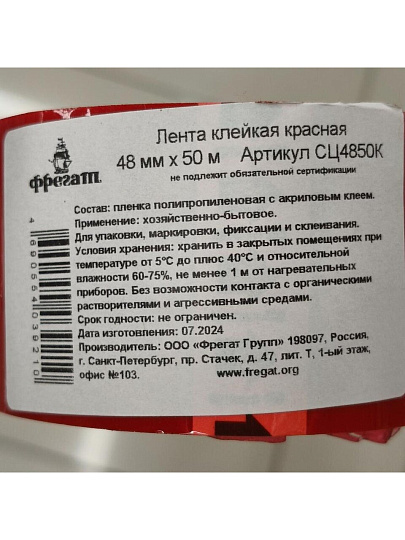 фрегат
Лента клейкая красная
48 мм х 50 м Артикул СЦ4850К
не подлежит обязательной сертификации
Состав: пленка полипропиленовая с акриловым клеем.
Применение: хозяйственно-бытовое.
Для упаковки, маркировки, фиксации и склеивания.
Условия хранения: хранить в закрытых помещениях при
температуре от 5°С до плюс 40°С и относительной
влажности 60-75%, не менее 1 м от нагревательных
приборов. Без возможности контакта с органическими
растворителями и агрессивными средами.
Срок годности: не ограничен.
Дата изготовления: 07.2024
Производитель: ООО «Фрегат Групп» 198097, Россия,
г. Санкт-Петербург, пр. Стачек, д. 47, лит. Т, 1-ый этаж,
офис №103. www.fregat.org